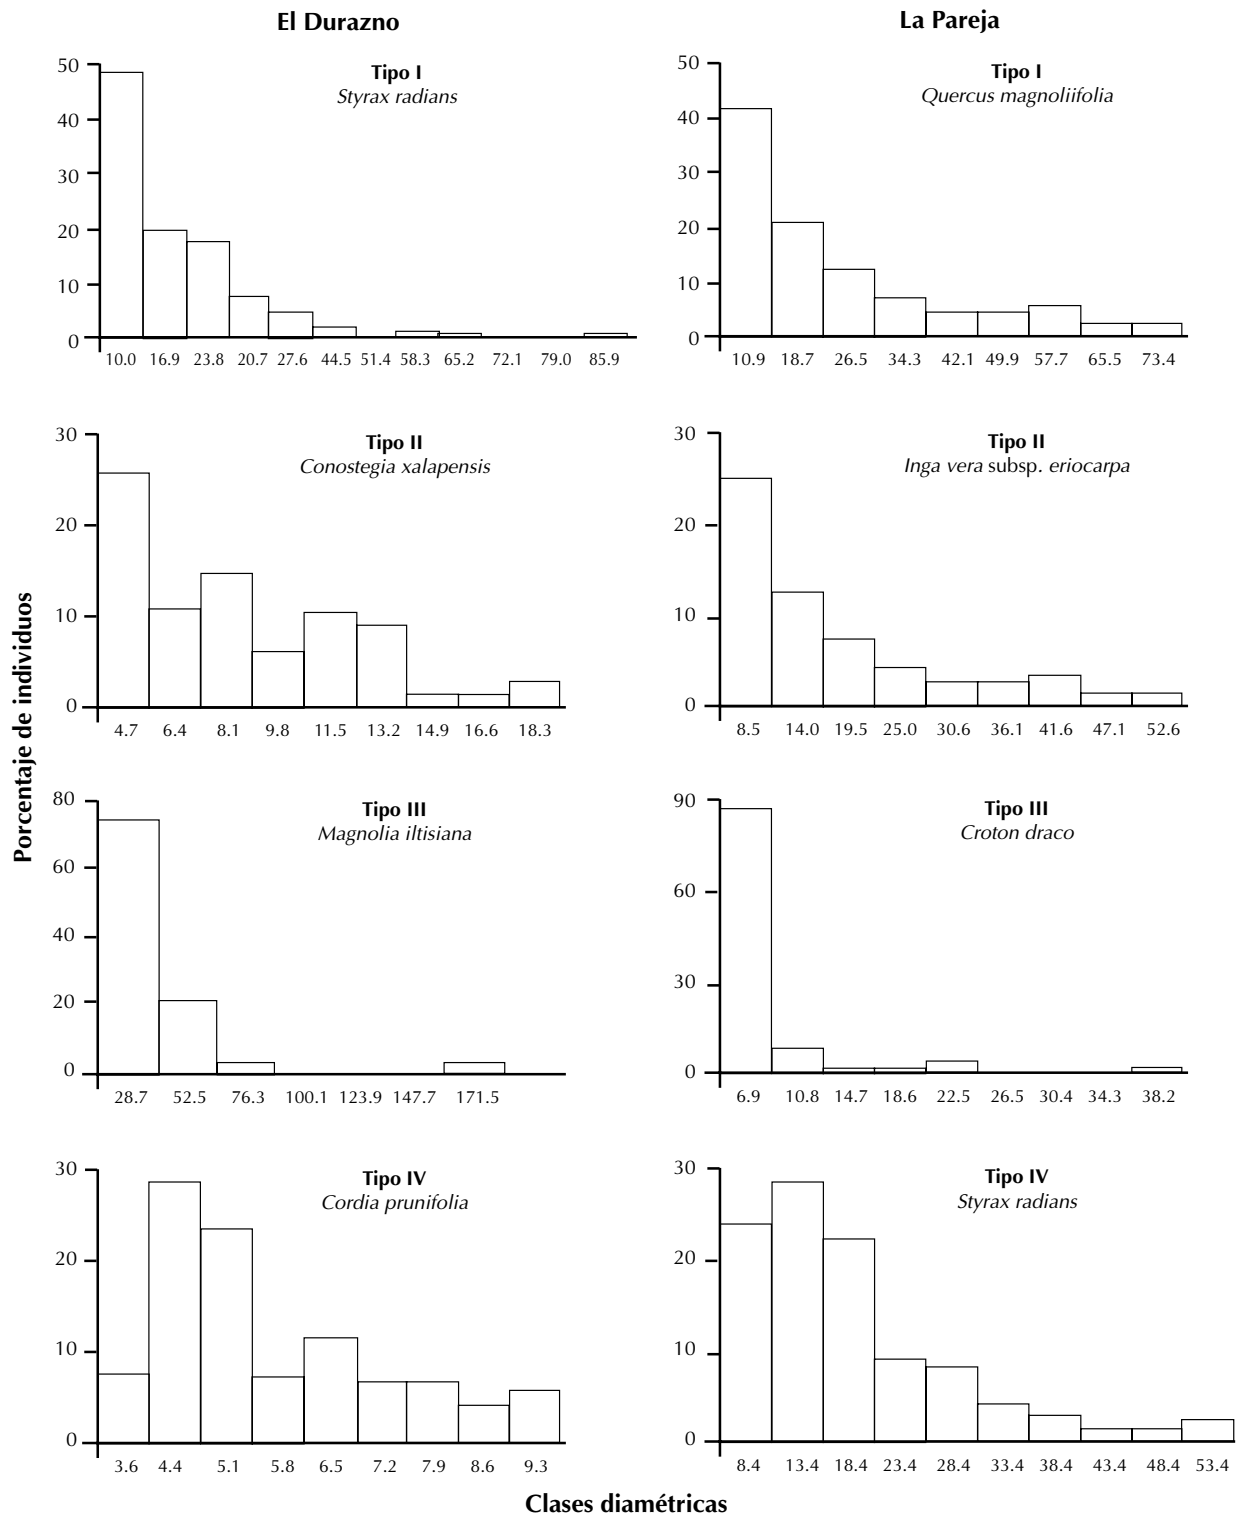 El Durazno
La Pareja
Tipo I
Styrax radians
50
40
30
20
10
0
10.0 16.9 23.8 20.7 27.6 44.5 51.4 58.3 65.2 72.1 79.0 85.9
Tipo I
Quercus magnoliifolia
50
40
30
20
10
0
10.9 18.7 26.5 34.3 42.1 49.9 57.7 65.5 73.4
Tipo II
Conostegia xalapensis
30
20
10
0
4.7 6.4 8.1 9.8 11.5 13.2 14.9 16.6 18.3
Tipo II
Inga vera subsp. eriocarpa
30
20
10
0
8.5 14.0 19.5 25.0 30.6 36.1 41.6 47.1 52.6
Porcentaje de individuos
Tipo III
Magnolia iltisiana
80
60
40
20
0
28.7 52.5 76.3 100.1 123.9 147.7 171.5
Tipo III
Croton draco
90
60
30
0
6.9 10.8 14.7 18.6 22.5 26.5 30.4 34.3 38.2
Tipo IV
Cordia prunifolia
30
20
10
0
3.6 4.4 5.1 5.8 6.5 7.2 7.9 8.6 9.3
Tipo IV
Styrax radians
30
20
10
0
8.4 13.4 18.4 23.4 28.4 33.4 38.4 43.4 48.4 53.4
Clases diamétricas